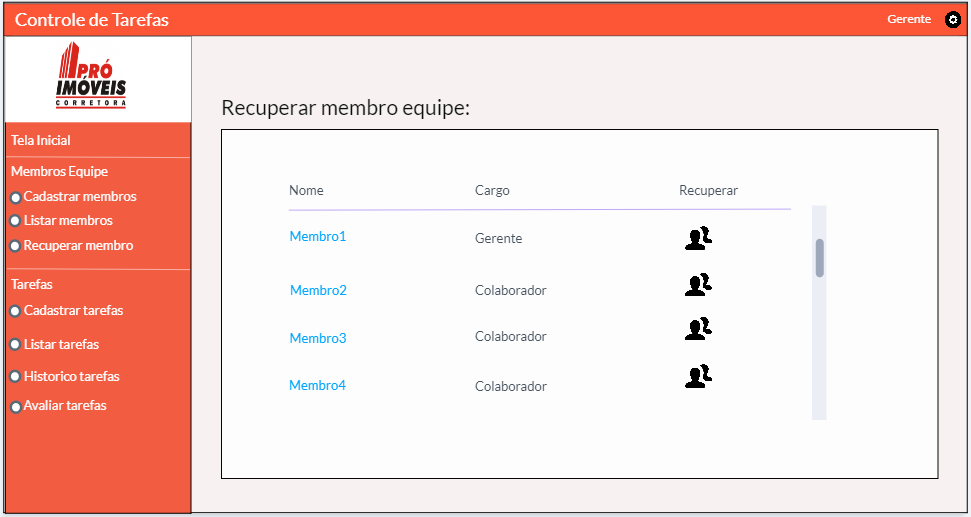 Controle de Tarefas
Gerente
PRÓ
IMÓVEIS
CORRETORA
Tela Inicial
Membros Equipe
Cadastrar membros
Listar membros
Recuperar membro
Tarefas
Cadastrar tarefas
Listar tarefas
Historico tarefas
Avaliar tarefas
Recuperar membro equipe:
Nome Cargo Recuperar
Membro1 Gerente
Membro2 Colaborador
Membro3 Colaborador
Membro4 Colaborador